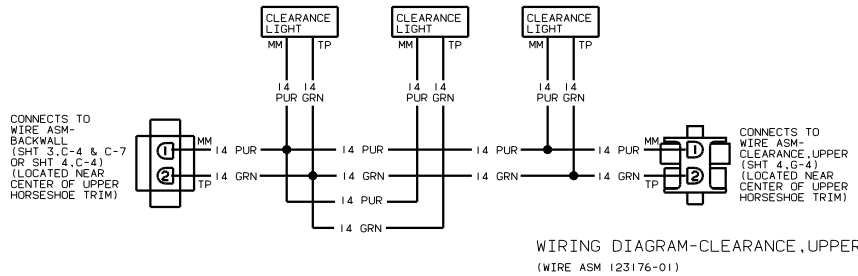 CLEARANCE
LIGHT
CLEARANCE
LIGHT
CLEARANCE
LIGHT
MM TP
MM TP
MM TP
14 14
PUR GRN
14 14
PUR GRN
14 14
PUR GRN
CONNECTS TO
WIRE ASM-
BACKWALL
(SHT 3,C-4 & C-7
OR SHT 4,C-4)
(LOCATED NEAR
CENTER OF UPPER
HORSESHOE TRIM)
1
2
MM
TP
14 PUR
14 PUR
14 PUR
14 PUR
14 GRN
14 GRN
14 GRN
14 GRN
14 PUR
14 GRN
MM
TP
1
2
CONNECTS TO
WIRE ASM-
CLEARANCE,UPPER
(SHT 4,G-4)
(LOCATED NEAR
CENTER OF UPPER
HORSESHOE TRIM)
WIRING DIAGRAM-CLEARANCE,UPPER
(WIRE ASM 123176-01)